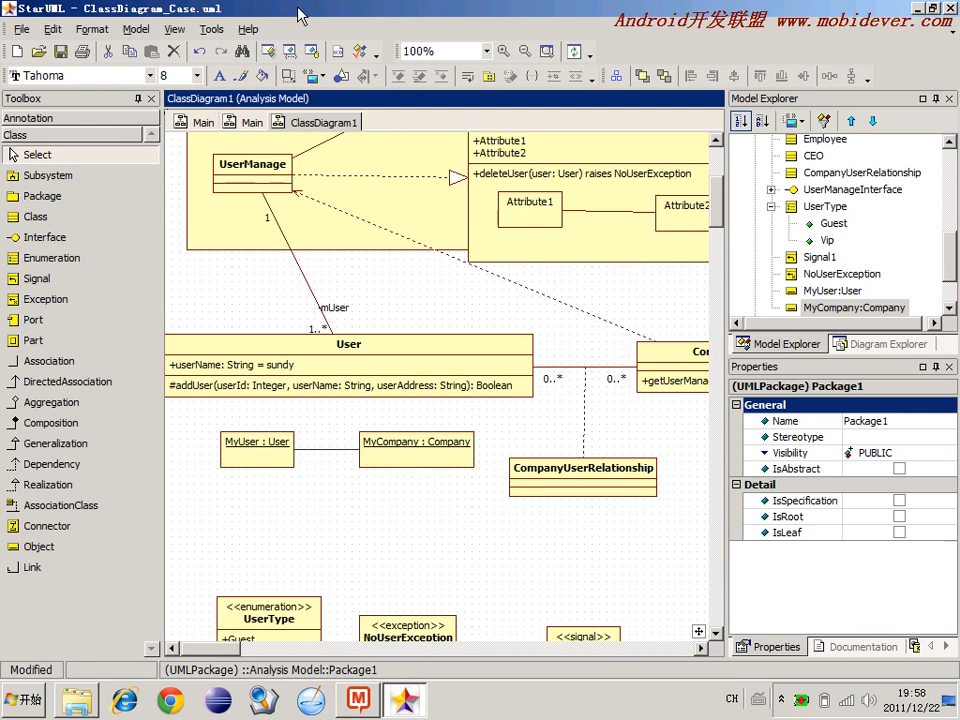 StarUML - ClassDiagram_Case.uml
Android开发联盟 www.mobidever.com
File Edit Format Model View Tools Help
100%
Tahoma 8
Toolbox
ClassDiagram1 (Analysis Model)
Model Explorer
Annotation
Class
Select
Subsystem
Package
Class
Interface
Enumeration
Signal
Exception
Port
Part
Association
DirectedAssociation
Aggregation
Composition
Generalization
Dependency
Realization
AssociationClass
Connector
Object
Link
Main Main ClassDiagram1
UserManage
+Attribute1
+Attribute2
+deleteUser(user: User) raises NoUserException
Attribute1
Attribute2
1
-mUser
1..*
User
+userName: String = sundy
#addUser(userId: Integer, userName: String, userAddress: String): Boolean
0..* 0..*
Co
+getUserMana
MyUser : User
MyCompany : Company
CompanyUserRelationship
<<enumeration>>
UserType
+Guest
<<exception>>
NoUserException
<<signal>>
Employee
CEO
CompanyUserRelationship
UserManageInterface
UserType
Guest
Vip
Signal1
NoUserException
MyUser:User
MyCompany:Company
Model Explorer Diagram Explorer
Properties
(UMLPackage) Package1
General
Name Package1
Stereotype
Visibility PUBLIC
IsAbstract
Detail
IsSpecification
IsRoot
IsLeaf
Properties Documentation
Modified
(UMLPackage) ::Analysis Model::Package1
开始
CH
19:58
2011/12/22